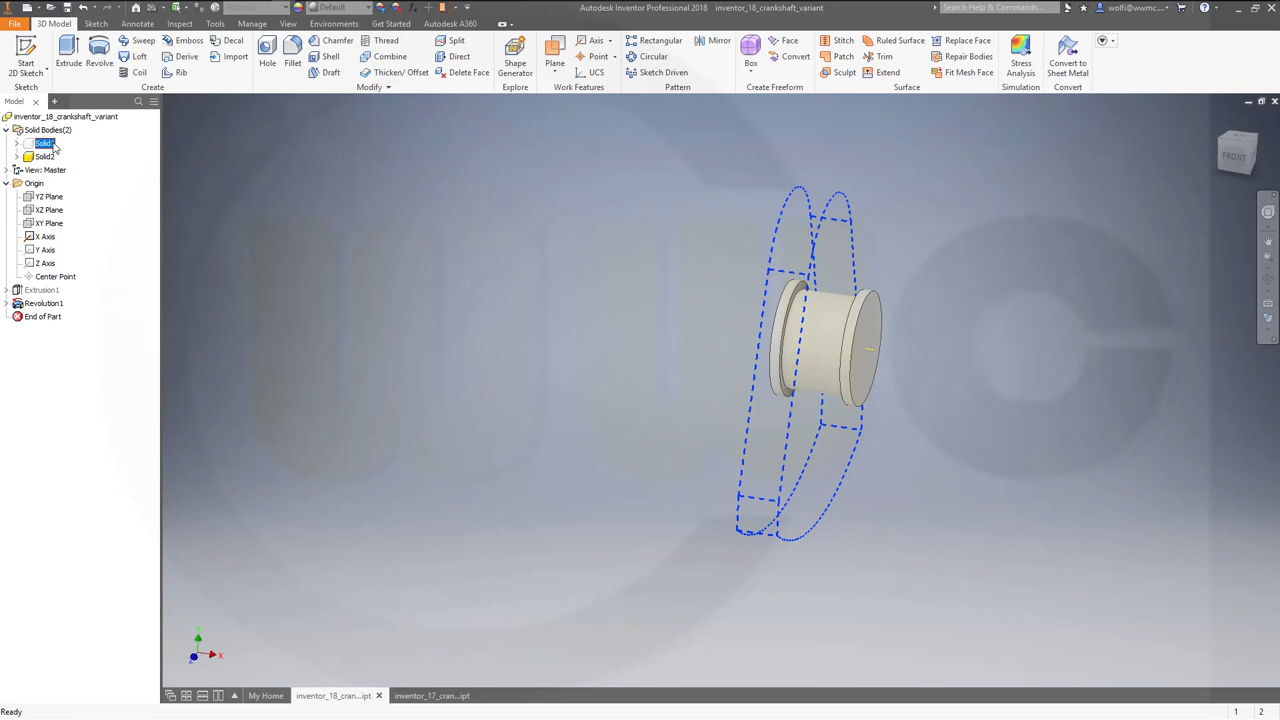 Autodesk Inventor Professional 2018 inventor_18_crankshaft_variant
Search Help & Commands...
wolfi@wwmc...
Default
File 3D Model Sketch Annotate Inspect Tools Manage View Environments Get Started Autodesk A360
Start 2D Sketch
Extrude Revolve
Sweep Emboss Decal
Loft Derive Import
Coil Rib
Create
Hole Fillet
Chamfer Thread Split
Shell Combine Direct
Draft Thicken/ Offset Delete Face
Modify
Shape Generator
Explore
Plane
Axis
Point
UCS
Work Features
Rectangular Mirror
Circular
Sketch Driven
Pattern
Box
Face
Convert
Create Freeform
Stitch Ruled Surface Replace Face
Patch Trim Repair Bodies
Sculpt Extend Fit Mesh Face
Surface
Stress Analysis
Simulation
Convert to Sheet Metal
Convert
Model
inventor_18_crankshaft_variant
Solid Bodies(2)
Solid2
View: Master
Origin
YZ Plane
XZ Plane
XY Plane
X Axis
Y Axis
Z Axis
Center Point
Extrusion1
Revolution1
End of Part
FRONT
X
My Home inventor_18_cran...ipt inventor_17_cran...ipt
Ready 1 2